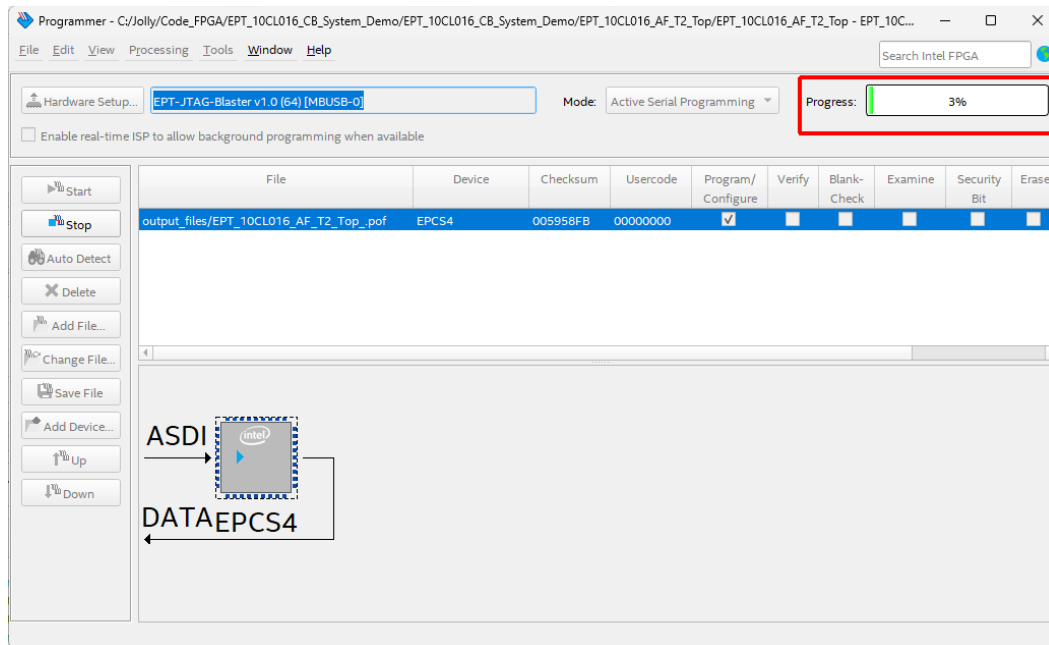 Programmer - C:/Jolly/Code_FPGA/EPT_10CL016_CB_System_Demo/EPT_10CL016_CB_System_Demo/EPT_10CL016_AF_T2_Top/EPT_10CL016_AF_T2_Top - EPT_10C...
File Edit View Processing Tools Window Help
Search Intel FPGA
Hardware Setup... EPT-JTAG-Blaster v1.0 (64) [MBUSB-0] Mode: Active Serial Programming Progress: 3%
Enable real-time ISP to allow background programming when available
Start
Stop
Auto Detect
Delete
Add File...
Change File...
Save File
Add Device...
Up
Down
File Device Checksum Usercode Program/ Verify Blank- Examine Security Erase
Configure Check Bit
output_files/EPT_10CL016_AF_T2_Top_.pof EPCS4 005958FB 00000000
ASDI
intel
DATA EPCS4